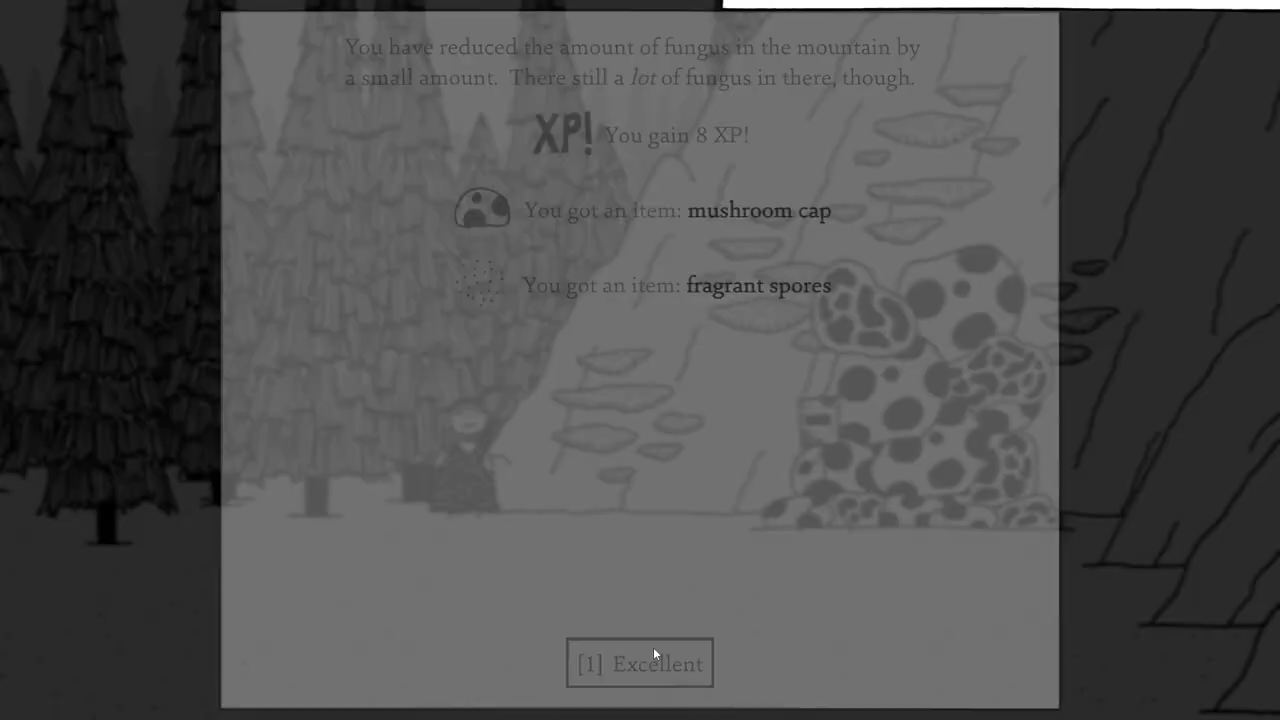 You have reduced the amount of fungus in the mountain by
a small amount. There still a lot of fungus in there, though.
XP! You gain 8 XP!
You got an item: mushroom cap
You got an item: fragrant spores
[1] Excellent